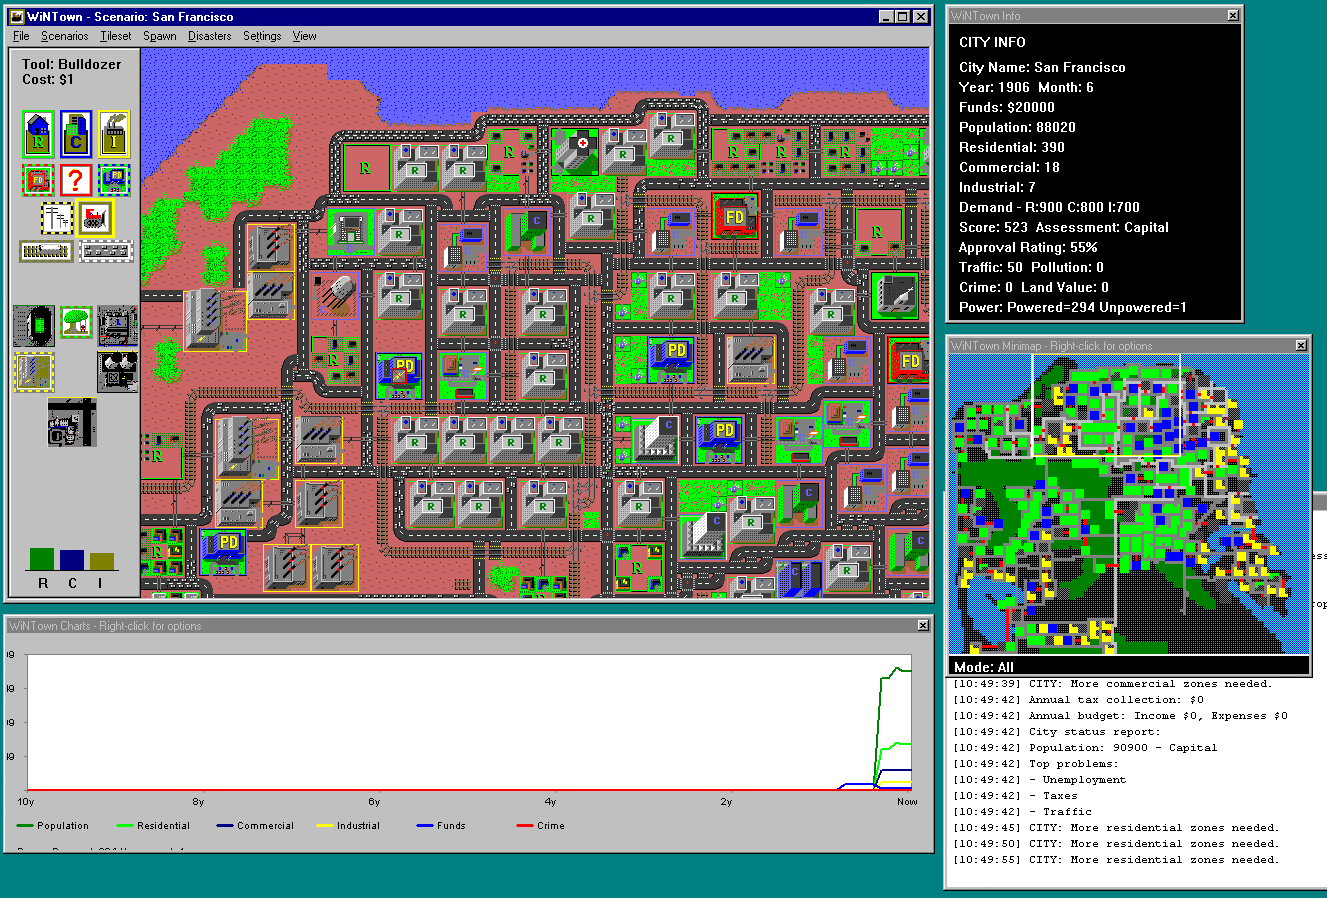 WiNTown - Scenario: San Francisco
File Scenarios Tileset Spawn Disasters Settings View
Tool: Bulldozer
Cost: $1
R C I
FD ? PD
R C I
R R R R R R R
R C FD R
R R R R
R PD PD FD
R R R R R C PD
R R R R C R C
PD R R C R
WiNTown Info
CITY INFO
City Name: San Francisco
Year: 1906 Month: 6
Funds: $20000
Population: 88020
Residential: 390
Commercial: 18
Industrial: 7
Demand - R:900 C:800 I:700
Score: 523 Assessment: Capital
Approval Rating: 55%
Traffic: 50 Pollution: 0
Crime: 0 Land Value: 0
Power: Powered=294 Unpowered=1
WiNTown Minimap - Right-click for options
Mode: All
WiNTown Charts - Right-click for options
10y 8y 6y 4y 2y Now
Population Residential Commercial Industrial Funds Crime
[10:49:39] CITY: More commercial zones needed.
[10:49:42] Annual tax collection: $0
[10:49:42] Annual budget: Income $0, Expenses $0
[10:49:42] City status report:
[10:49:42] Population: 90900 - Capital
[10:49:42] Top problems:
[10:49:42] - Unemployment
[10:49:42] - Taxes
[10:49:42] - Traffic
[10:49:45] CITY: More residential zones needed.
[10:49:50] CITY: More residential zones needed.
[10:49:55] CITY: More residential zones needed.